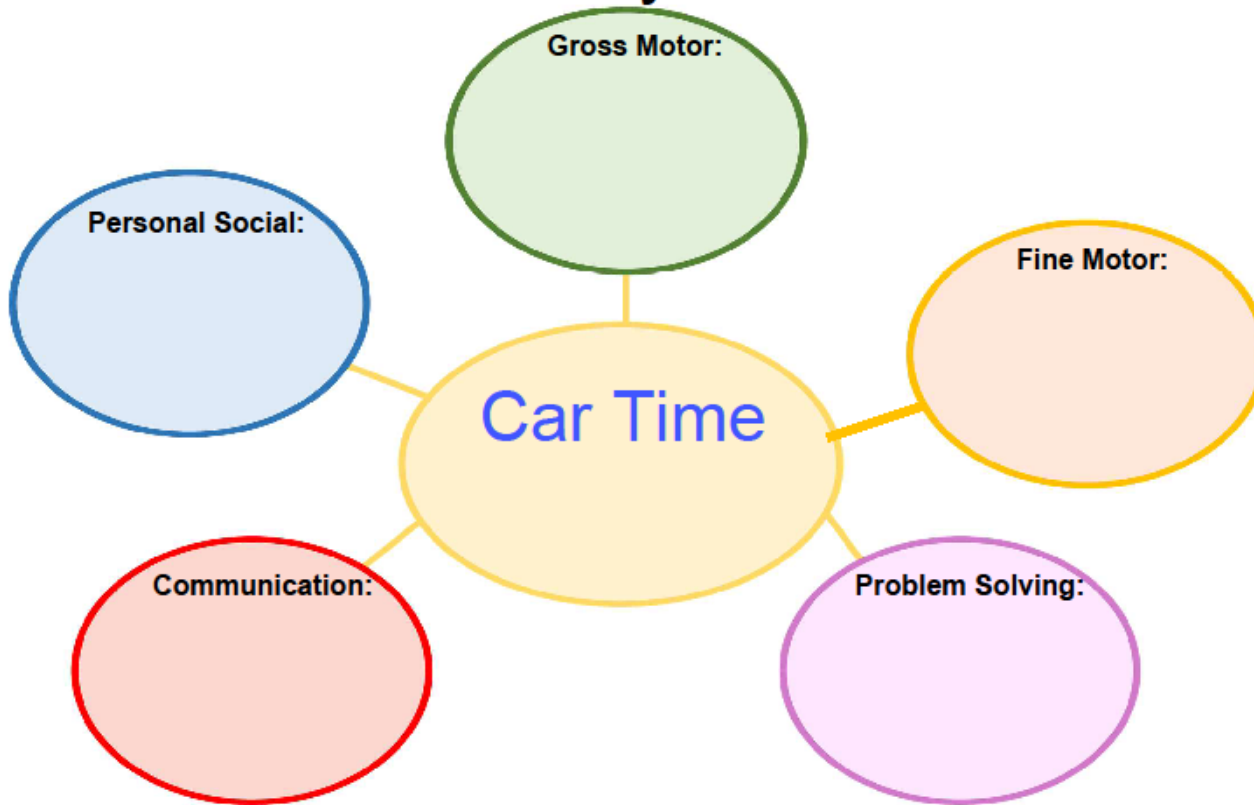 Gross Motor:
Personal Social:
Fine Motor:
Car Time
Communication:
Problem Solving: